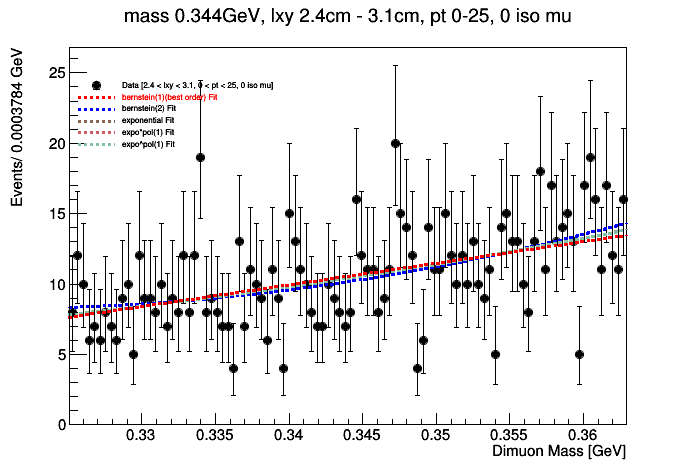 mass 0.344GeV, lxy 2.4cm - 3.1cm, pt 0-25, 0 iso mu
Events/ 0.0003784 GeV
25
20
15
10
5
0
Data [2.4 < lxy < 3.1, 0 < pt < 25, 0 iso mu]
bernstein(1)(best order) Fit
bernstein(2) Fit
exponential Fit
expo*pol(1) Fit
expo^pol(1) Fit
0.33 0.335 0.34 0.345 0.35 0.355 0.36
Dimuon Mass [GeV]